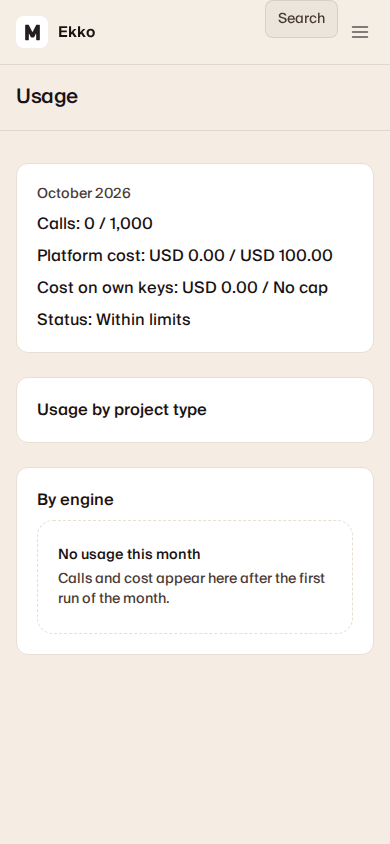 M Ekko
Search
Usage
October 2026
Calls: 0 / 1,000
Platform cost: USD 0.00 / USD 100.00
Cost on own keys: USD 0.00 / No cap
Status: Within limits
Usage by project type
By engine
No usage this month
Calls and cost appear here after the first
run of the month.